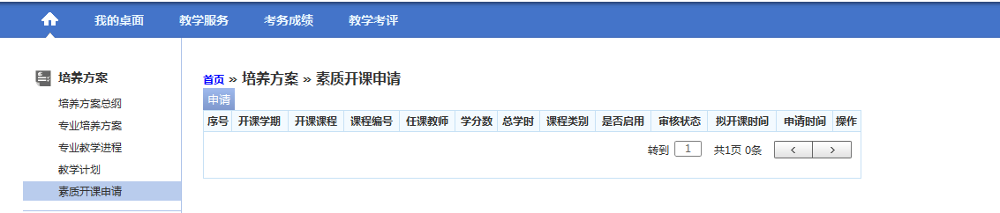 我的桌面 教学服务 考务成绩 教学考评
培养方案
培养方案总纲
专业培养方案
专业教学进程
教学计划
素质开课申请
首页 » 培养方案 » 素质开课申请
申请
序号 开课学期 开课课程 课程编号 任课教师 学分数 总学时 课程类别 是否启用 审核状态 拟开课时间 申请时间 操作
转到 1 共1页 0条